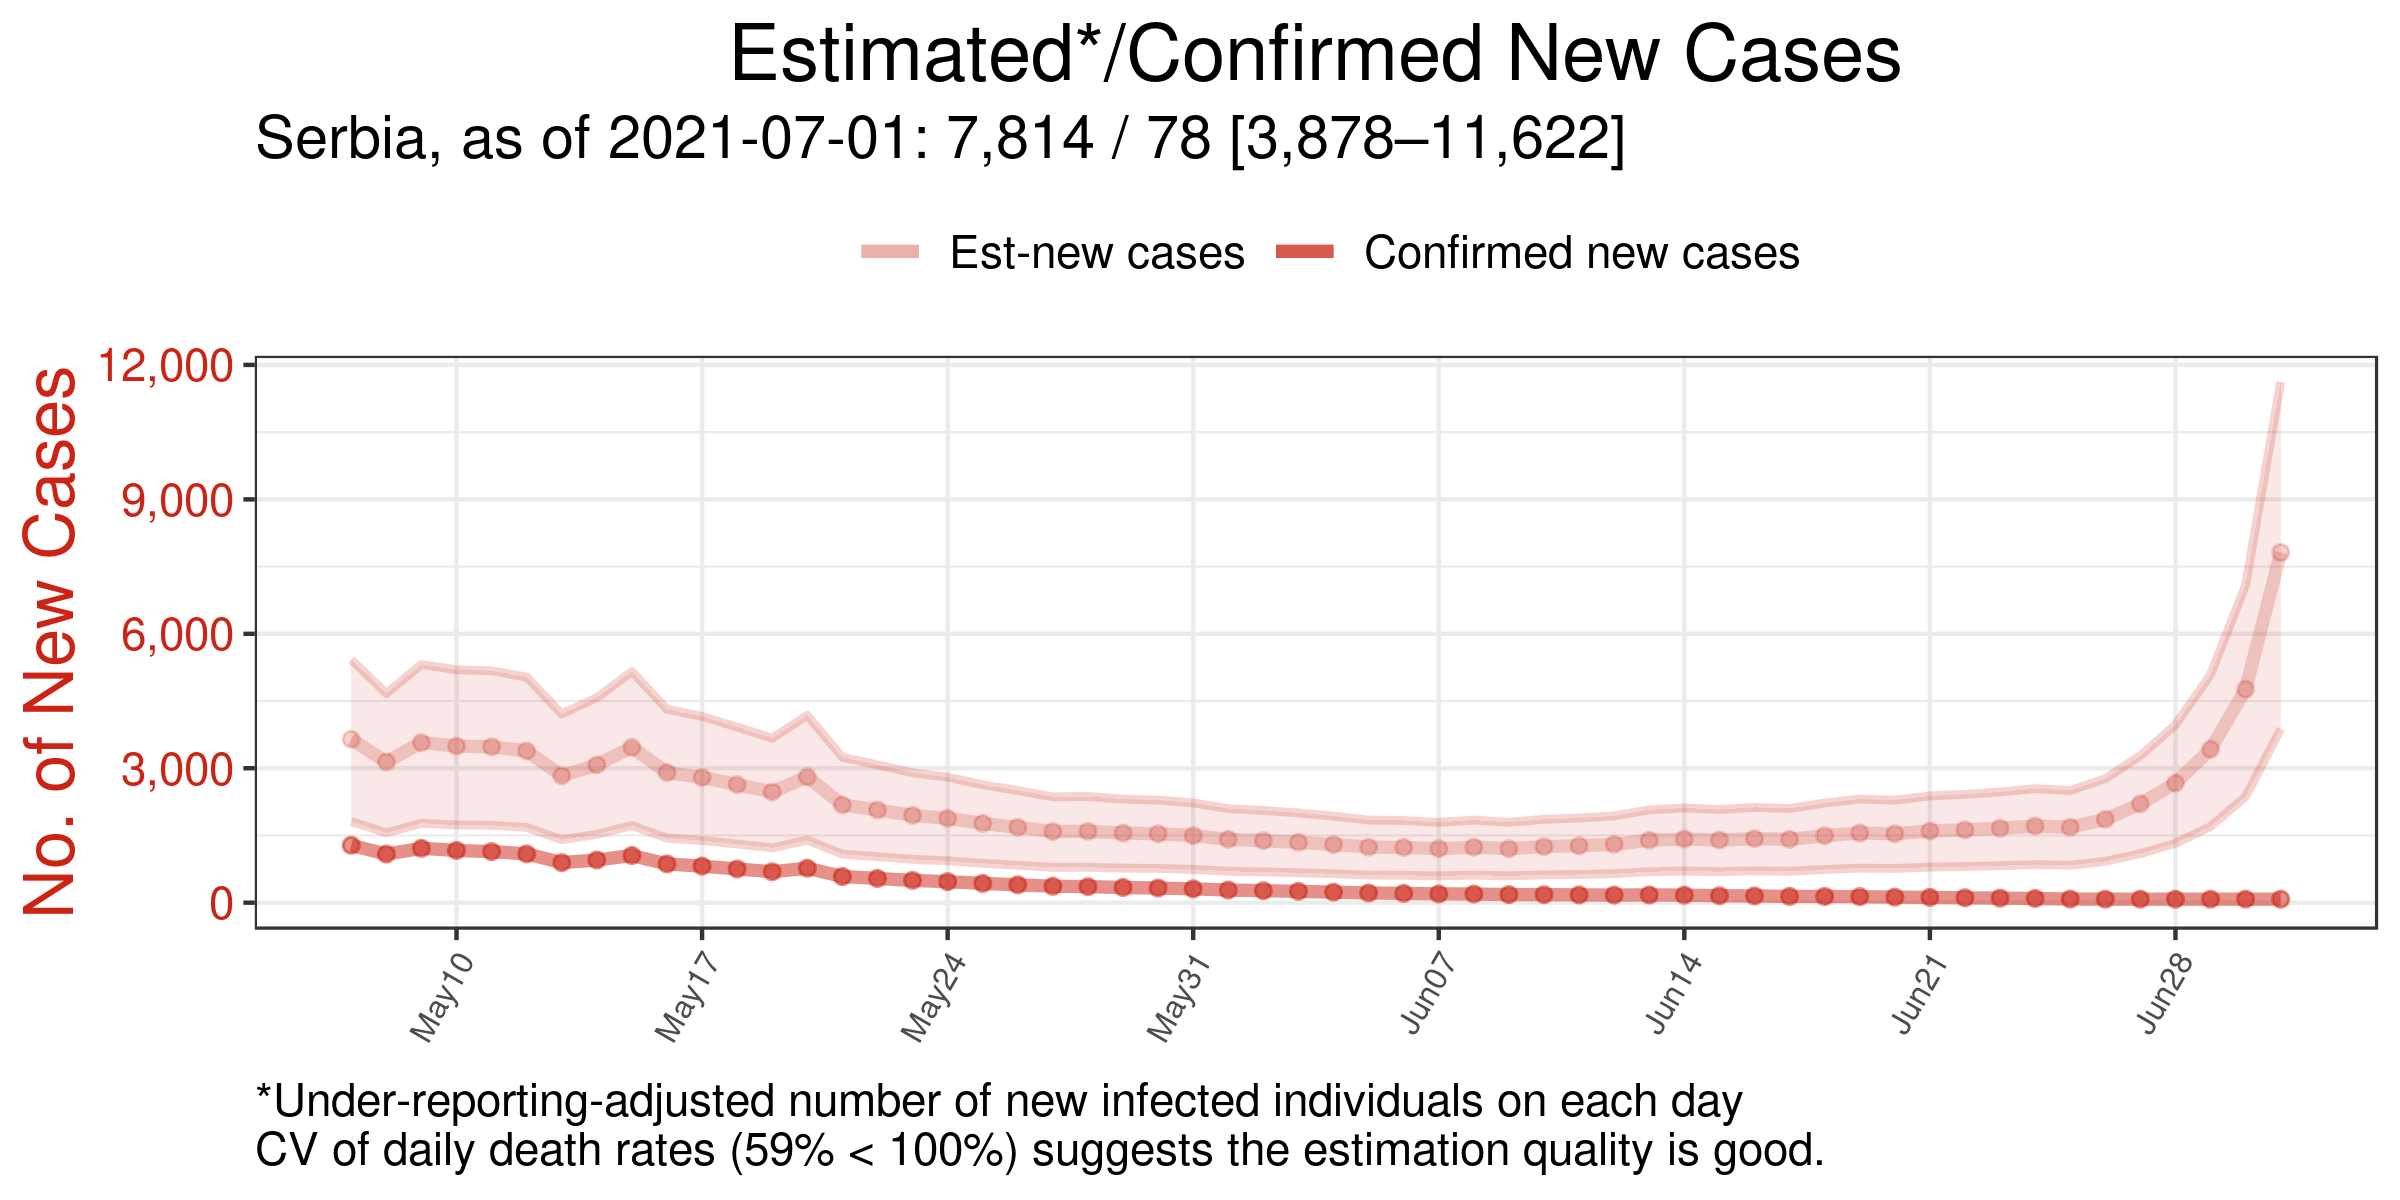 Estimated*/Confirmed New Cases
Serbia, as of 2021-07-01: 7,814 / 78 [3,878–11,622]
Est-new cases
Confirmed new cases
No. of New Cases
12,000
9,000
6,000
3,000
0
May10
May17
May24
May31
Jun07
Jun14
Jun21
Jun28
*Under-reporting-adjusted number of new infected individuals on each day
CV of daily death rates (59% < 100%) suggests the estimation quality is good.